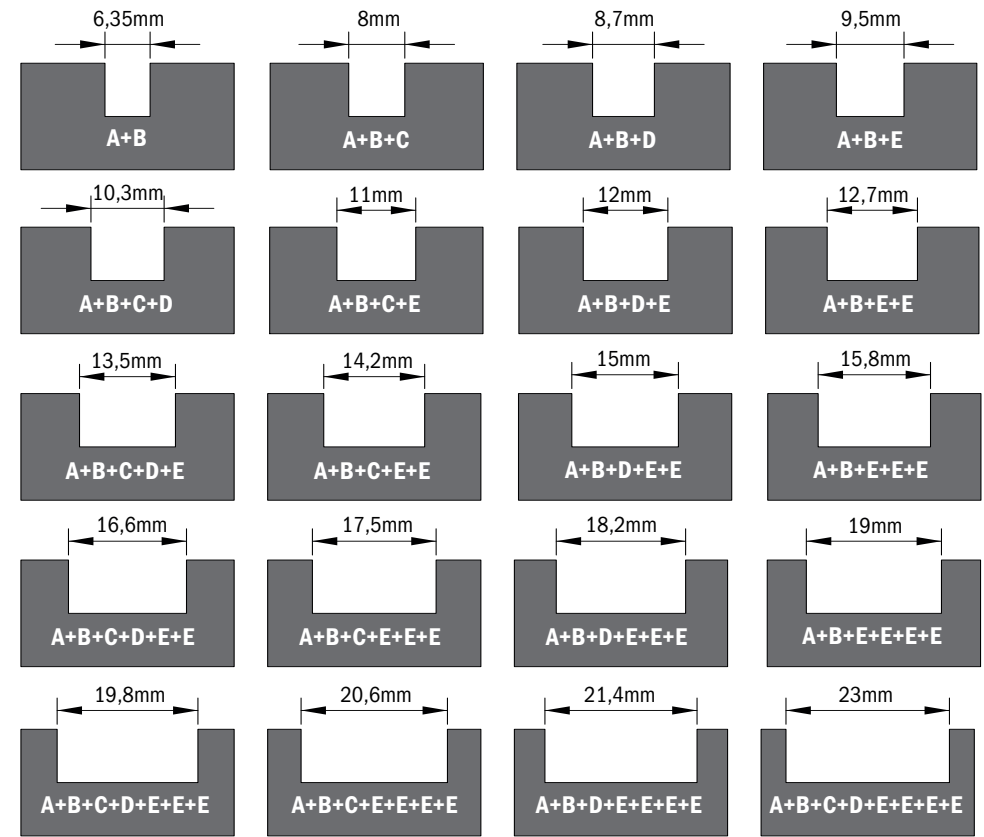 6,35mm
8mm
8,7mm
9,5mm
A+B
A+B+C
A+B+D
A+B+E
10,3mm
11mm
12mm
12,7mm
A+B+C+D
A+B+C+E
A+B+D+E
A+B+E+E
13,5mm
14,2mm
15mm
15,8mm
A+B+C+D+E
A+B+C+E+E
A+B+D+E+E
A+B+E+E+E
16,6mm
17,5mm
18,2mm
19mm
A+B+C+D+E+E
A+B+C+E+E+E
A+B+D+E+E+E
A+B+E+E+E+E
19,8mm
20,6mm
21,4mm
23mm
A+B+C+D+E+E+E
A+B+C+E+E+E+E
A+B+D+E+E+E+E
A+B+C+D+E+E+E+E